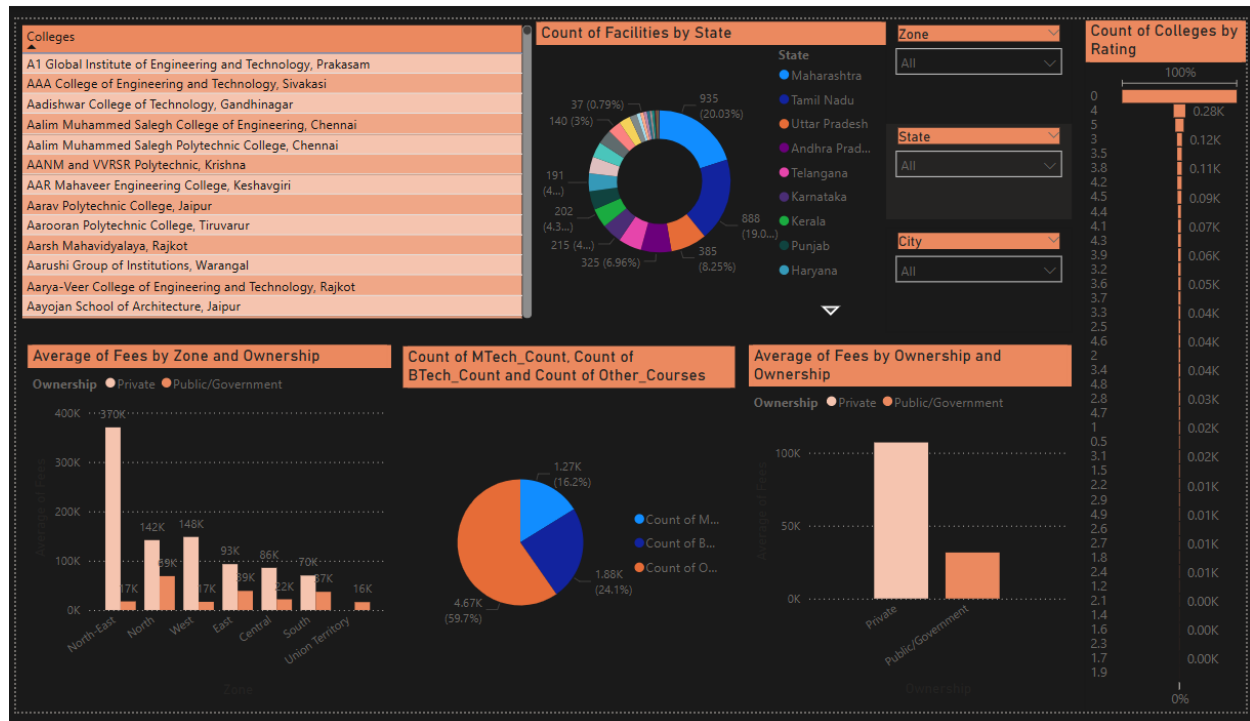 Colleges
A1 Global Institute of Engineering and Technology, Prakasam
AAA College of Engineering and Technology, Sivakasi
Aadishwar College of Technology, Gandhinagar
Aalim Muhammed Salegh College of Engineering, Chennai
Aalim Muhammed Salegh Polytechnic College, Chennai
AANM and VVRSR Polytechnic, Krishna
AAR Mahaveer Engineering College, Keshavgiri
Aarav Polytechnic College, Jaipur
Aarooran Polytechnic College, Tiruvarur
Aarsh Mahavidyalaya, Rajkot
Aarushi Group of Institutions, Warangal
Aarya-Veer College of Engineering and Technology, Rajkot
Aayojan School of Architecture, Jaipur
Count of Facilities by State
State
Maharashtra
Tamil Nadu
Uttar Pradesh
Andhra Prad...
Telangana
Karnataka
Kerala
Punjab
Haryana
935
(20.03%)
888
(19.0...)
385
(8.25%)
325 (6.96%)
215 (4...)
202
(4.3...)
191
(4...)
140 (3%)
37 (0.79%)
Zone
All
State
All
City
All
Count of Colleges by
Rating
100%
0
4
0.28K
5
3
0.12K
3.5
3.8
0.11K
4.2
4.5
0.09K
4.4
4.1
0.07K
4.3
3.9
0.06K
3.2
3.6
0.05K
3.7
3.3
0.04K
2.5
4.6
0.04K
2
3.4
0.04K
4.8
2.8
0.03K
4.7
1
0.02K
0.5
3.1
0.02K
1.5
2.2
0.01K
2.9
4.9
0.01K
2.6
2.7
0.01K
1.8
2.4
0.01K
1.2
2.1
0.00K
1.4
1.6
0.00K
2.3
1.7
0.00K
1.9
0%
Average of Fees by Zone and Ownership
Ownership Private Public/Government
Average of Fees
400K
300K
200K
100K
0K
370K
17K
142K
69K
148K
17K
93K
39K
86K
22K
70K
37K
16K
North-East
North
West
East
Central
South
Union Territory
Zone
Count of MTech_Count, Count of
BTech_Count and Count of Other_Courses
1.27K
(16.2%)
1.88K
(24.1%)
4.67K
(59.7%)
Count of M...
Count of B...
Count of O...
Average of Fees by Ownership and
Ownership
Ownership Private Public/Government
Average of Fees
100K
50K
0K
Private
Public/Government
Ownership